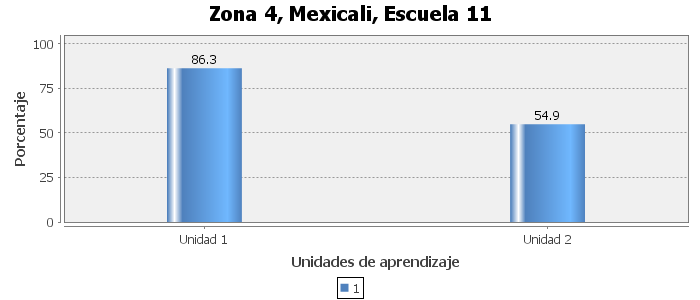 Zona 4, Mexicali, Escuela 11
100
86.3
75
54.9
50
25
0
Porcentaje
Unidad 1
Unidad 2
Unidades de aprendizaje
1